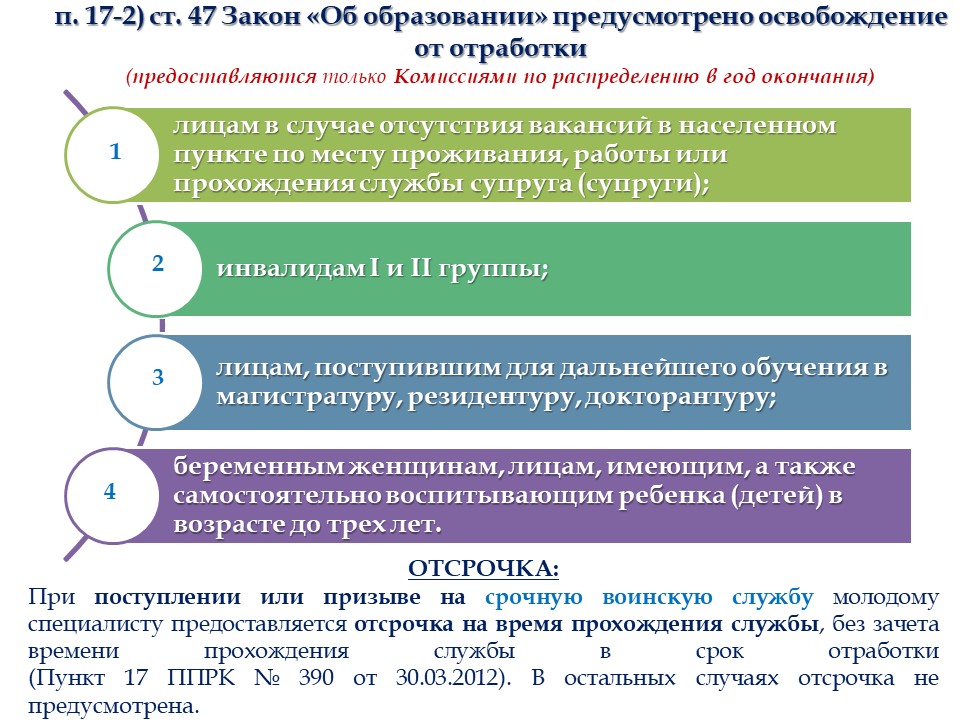 п. 17-2) ст. 47 Закон «Об образовании» предусмотрено освобождение
от отработки
(предоставляются только Комиссиями по распределению в год окончания)
1
лицам в случае отсутствия вакансий в населенном
пункте по месту проживания, работы или
прохождения службы супруга (супруги);
2
инвалидам I и II группы;
3
лицам, поступившим для дальнейшего обучения в
магистратуру, резидентуру, докторантуру;
4
беременным женщинам, лицам, имеющим, а также
самостоятельно воспитывающим ребенка (детей) в
возрасте до трех лет.
ОТСРОЧКА:
При поступлении или призыве на срочную воинскую службу молодому
специалисту предоставляется отсрочка на время прохождения службы, без зачета
времени прохождения службы в срок отработки
(Пункт 17 ППРК № 390 от 30.03.2012). В остальных случаях отсрочка не
предусмотрена.